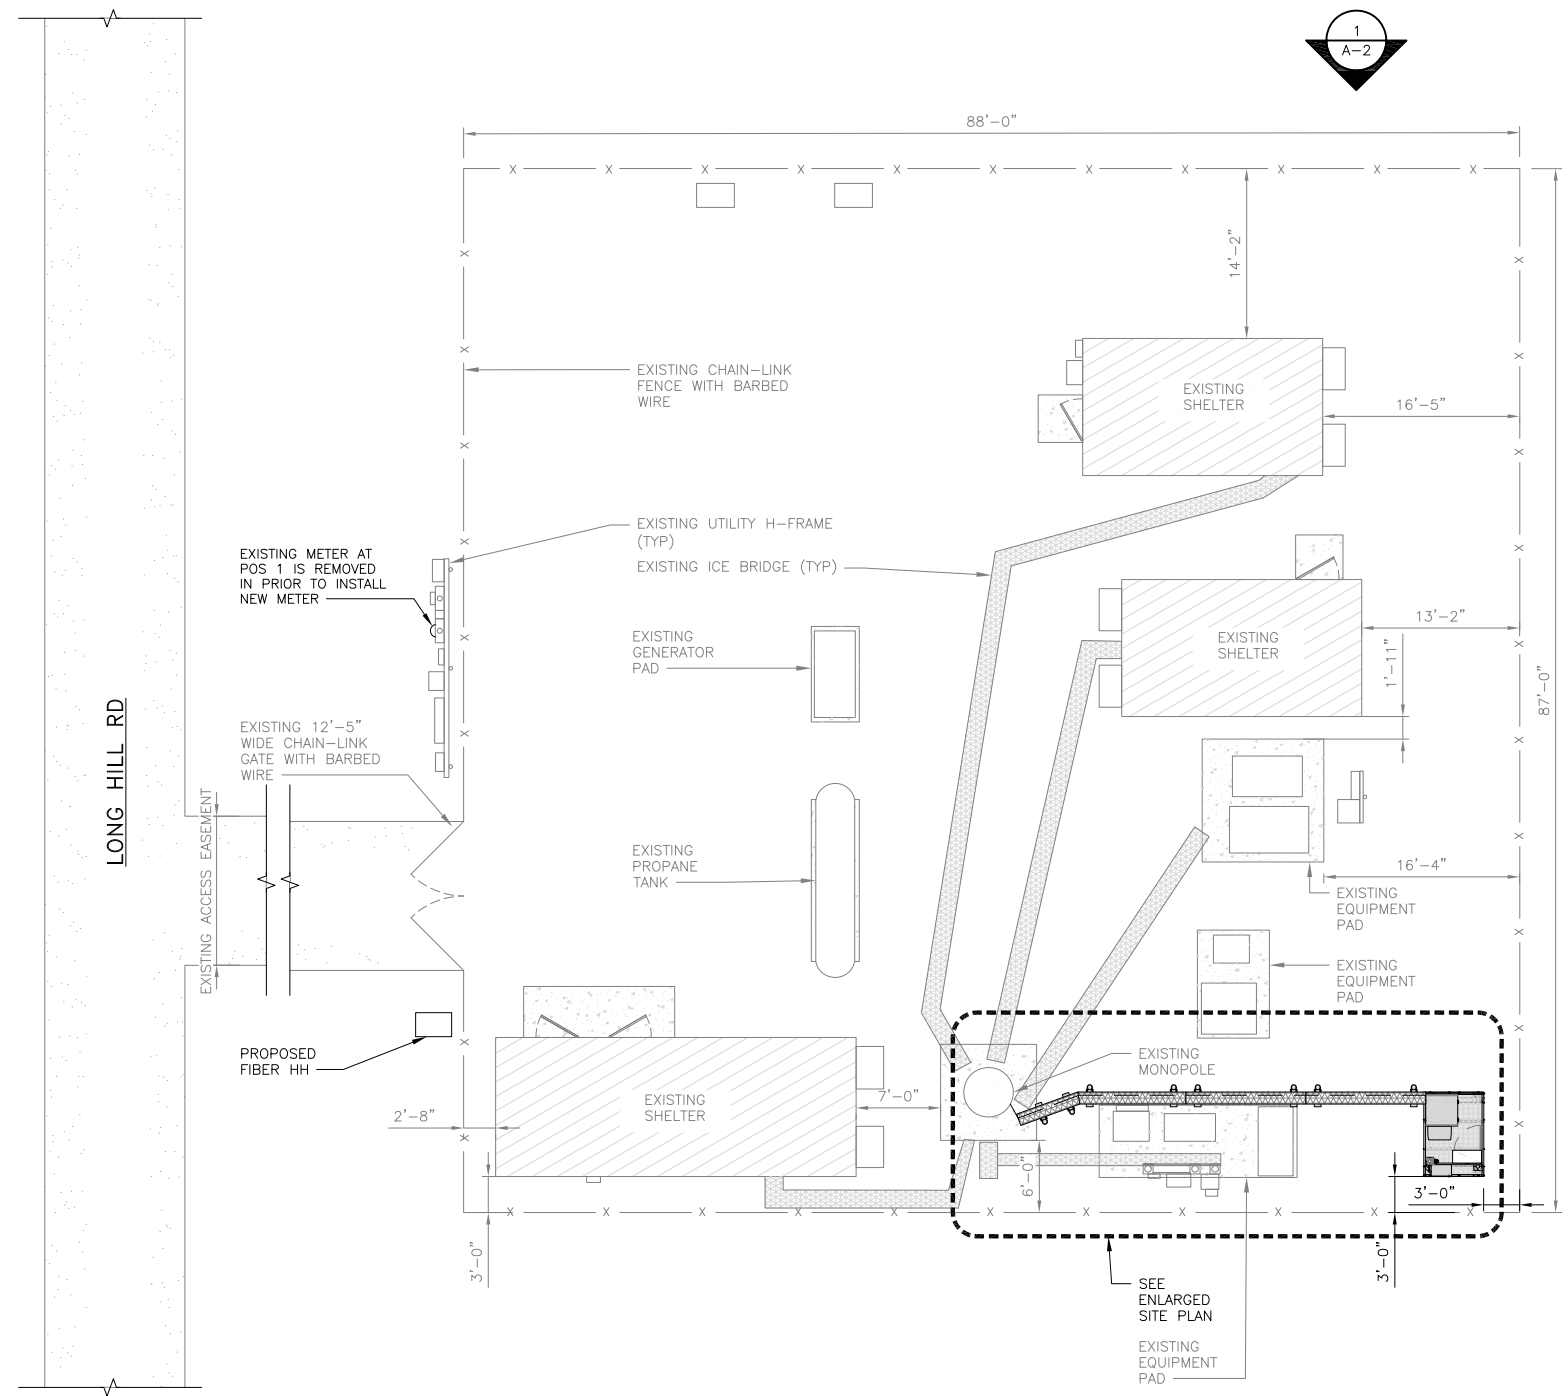 1
A-2
88'-0"
14'-2"
EXISTING CHAIN-LINK
FENCE WITH BARBED
WIRE
EXISTING
SHELTER
16'-5"
EXISTING UTILITY H-FRAME
(TYP)
EXISTING ICE BRIDGE (TYP)
EXISTING METER AT
POS 1 IS REMOVED
IN PRIOR TO INSTALL
NEW METER
EXISTING
GENERATOR
PAD
EXISTING
SHELTER
13'-2"
1'-11"
87'-0"
LONG HILL RD
EXISTING 12'-5"
WIDE CHAIN-LINK
GATE WITH BARBED
WIRE
EXISTING ACCESS EASEMENT
EXISTING
PROPANE
TANK
16'-4"
EXISTING
EQUIPMENT
PAD
EXISTING
EQUIPMENT
PAD
PROPOSED
FIBER HH
EXISTING
MONOPOLE
2'-8"
EXISTING
SHELTER
7'-0"
6'-0"
3'-0"
3'-0"
3'-0"
SEE
ENLARGED
SITE PLAN
EXISTING
EQUIPMENT
PAD